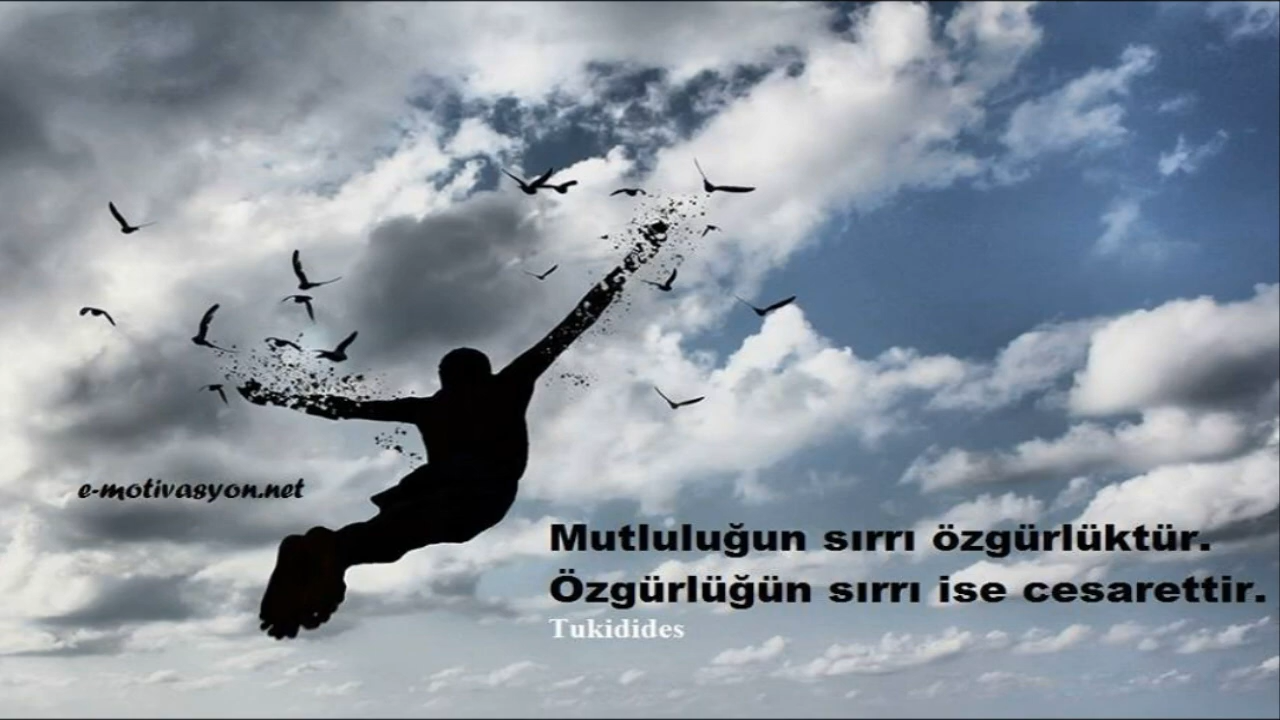 e-motivasyon.net
Mutluluğun sırrı özgürlüktür.
Özgürlüğün sırrı ise cesarettir.
Tukidides